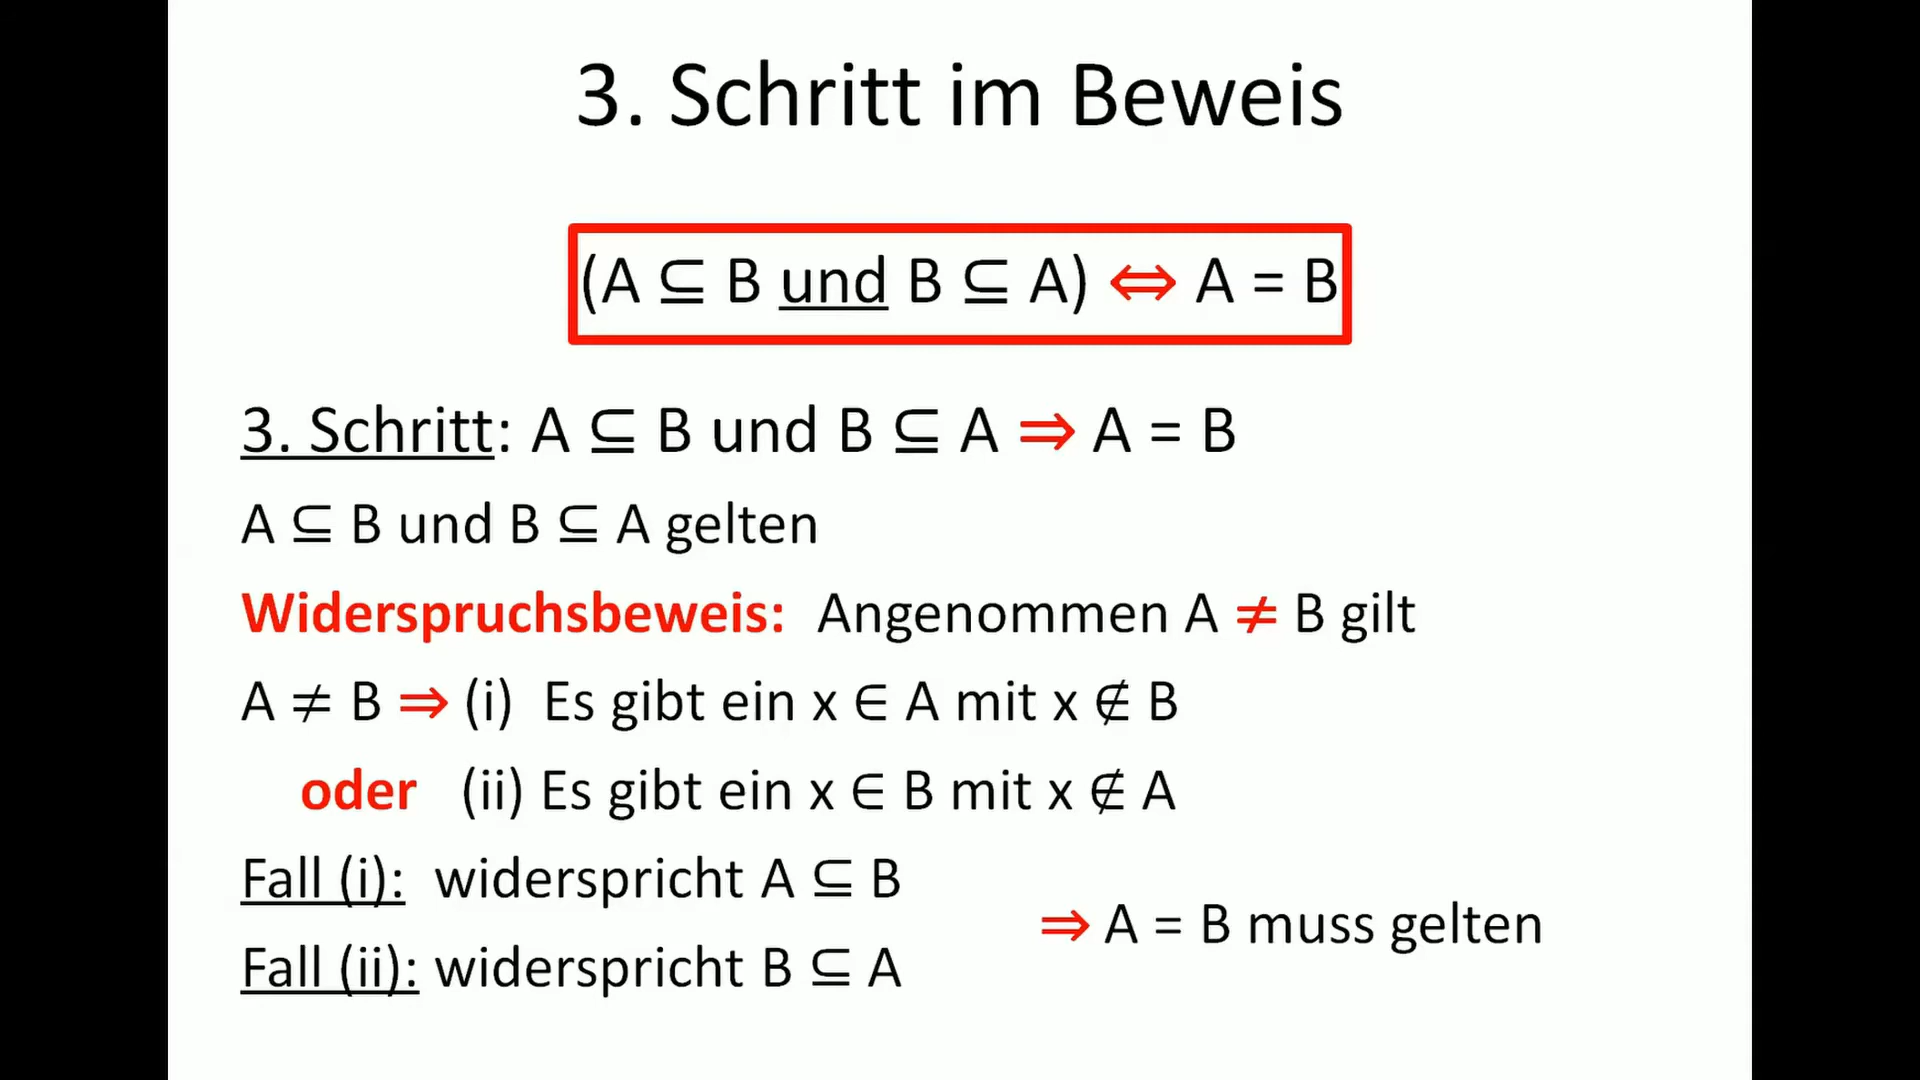 3. Schritt im Beweis
(A ⊆ B und B ⊆ A) ⇔ A = B
3. Schritt: A ⊆ B und B ⊆ A ⇒ A = B
A ⊆ B und B ⊆ A gelten
Widerspruchsbeweis: Angenommen A ≠ B gilt
A ≠ B ⇒ (i) Es gibt ein x ∈ A mit x ∉ B
oder (ii) Es gibt ein x ∈ B mit x ∉ A
Fall (i): widerspricht A ⊆ B
⇒ A = B muss gelten
Fall (ii): widerspricht B ⊆ A